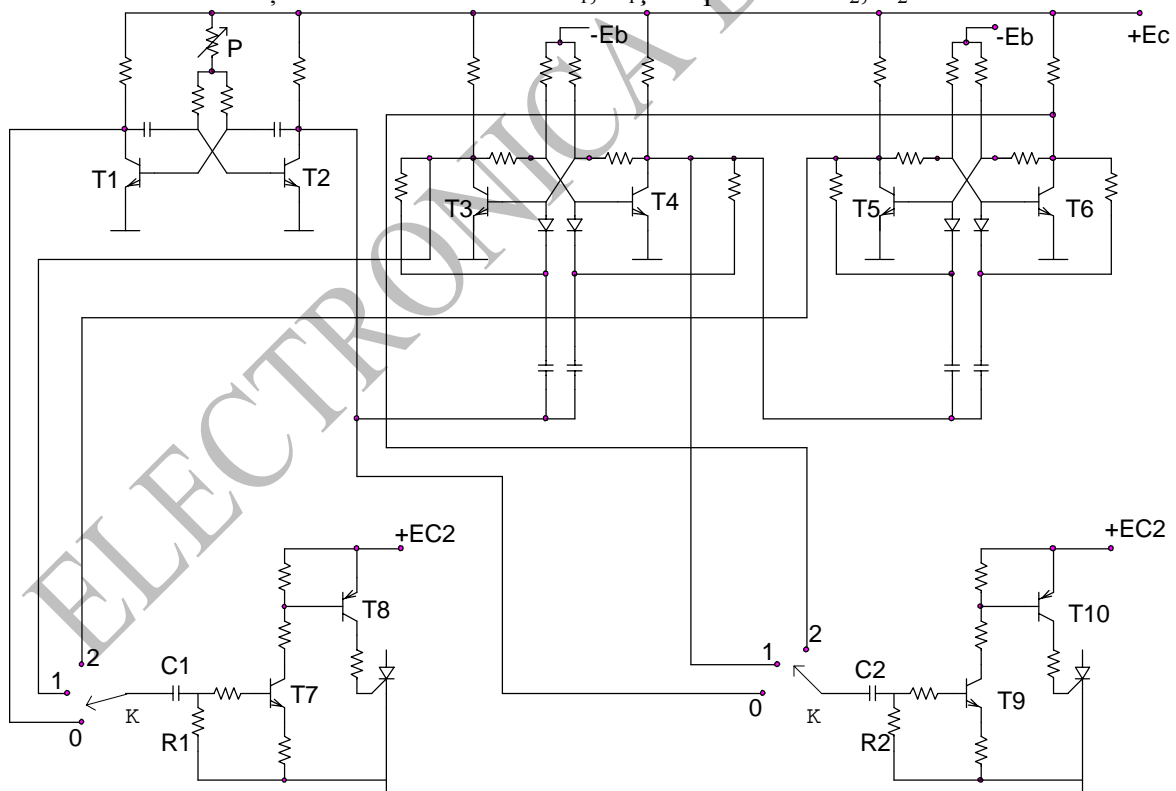 P
-Eb
-Eb
+Ec
T1
T2
T3
T4
T5
T6
+EC2
+EC2
T8
T10
2
1
0
K
C1
R1
T7
2
1
0
K
C2
R2
T9
ELECTRONICA